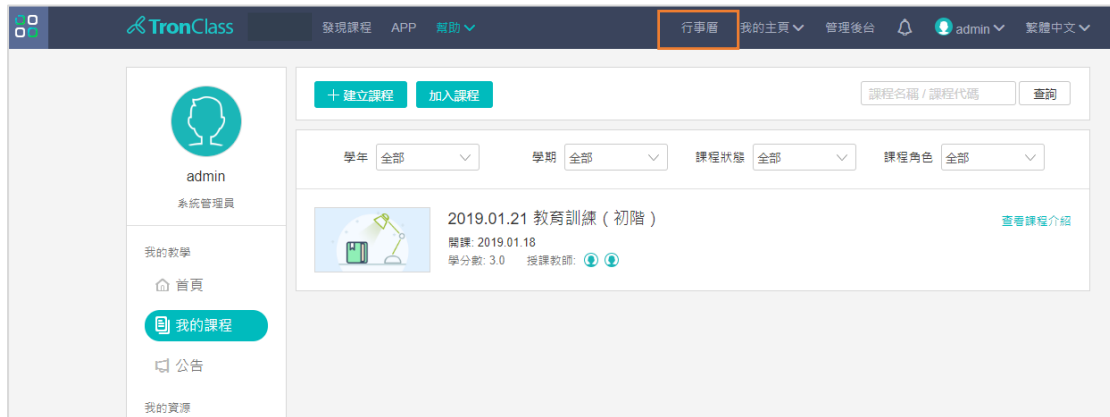 TronClass 發現課程 APP 幫助 行事曆 我的主頁 管理後台 admin 繁體中文
+ 建立課程 加入課程 課程名稱 / 課程代碼 查詢
學年 全部 學期 全部 課程狀態 全部 課程角色 全部
admin
系統管理員
2019.01.21 教育訓練 ( 初階 ) 查看課程介紹
開課: 2019.01.18
學分數: 3.0 授課教師:
我的教學
首頁
我的課程
公告
我的資源